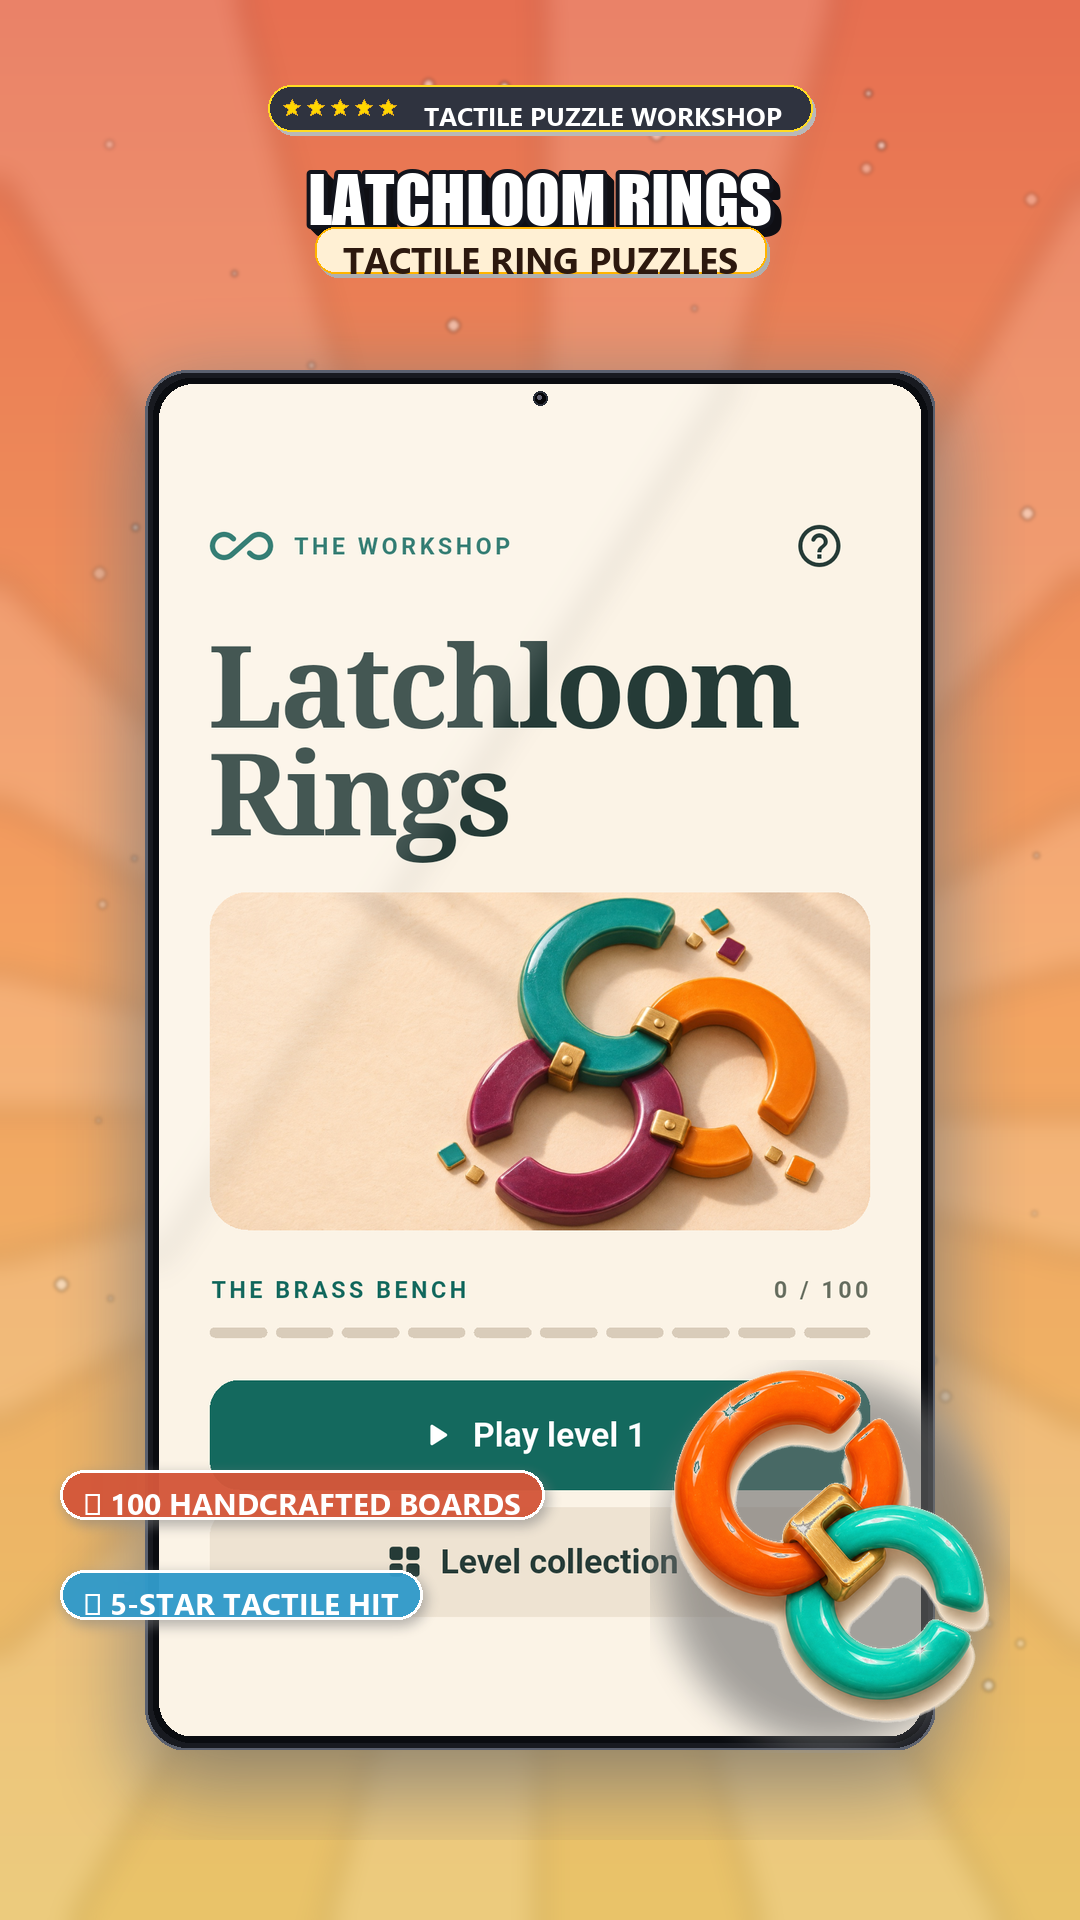 TACTILE PUZZLE WORKSHOP
LATCHLOOM RINGS
TACTILE RING PUZZLES
THE WORKSHOP
Latchloom
Rings
THE BRASS BENCH
0 / 100
Play level 1
100 HANDCRAFTED BOARDS
Level collection
5-STAR TACTILE HIT